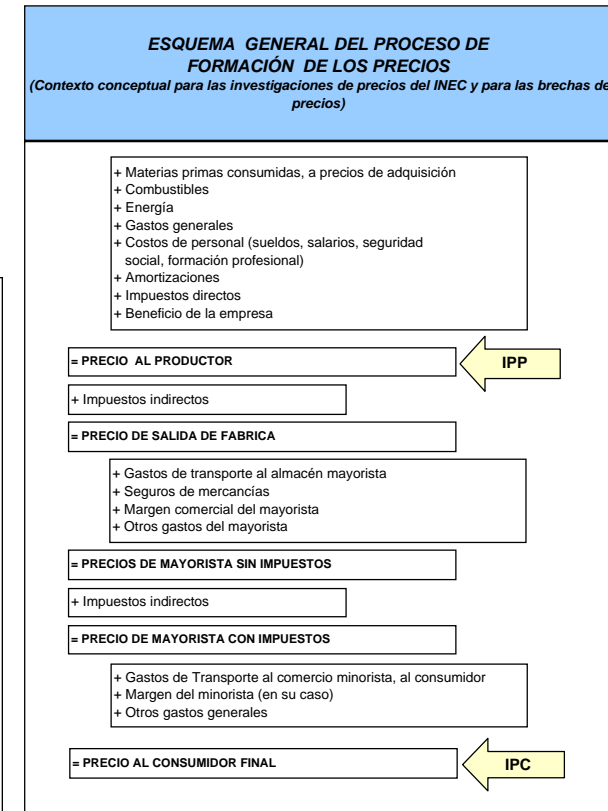 ESQUEMA GENERAL DEL PROCESO DE
FORMACIÓN DE LOS PRECIOS
(Contexto conceptual para las investigaciones de precios del INEC y para las brechas de
precios)
+ Materias primas consumidas, a precios de adquisición
+ Combustibles
+ Energía
+ Gastos generales
+ Costos de personal (sueldos, salarios, seguridad
social, formación profesional)
+ Amortizaciones
+ Impuestos directos
+ Beneficio de la empresa
= PRECIO AL PRODUCTOR
IPP
+ Impuestos indirectos
= PRECIO DE SALIDA DE FABRICA
+ Gastos de transporte al almacén mayorista
+ Seguros de mercancías
+ Margen comercial del mayorista
+ Otros gastos del mayorista
= PRECIOS DE MAYORISTA SIN IMPUESTOS
+ Impuestos indirectos
= PRECIO DE MAYORISTA CON IMPUESTOS
+ Gastos de Transporte al comercio minorista, al consumidor
+ Margen del minorista (en su caso)
+ Otros gastos generales
= PRECIO AL CONSUMIDOR FINAL
IPC